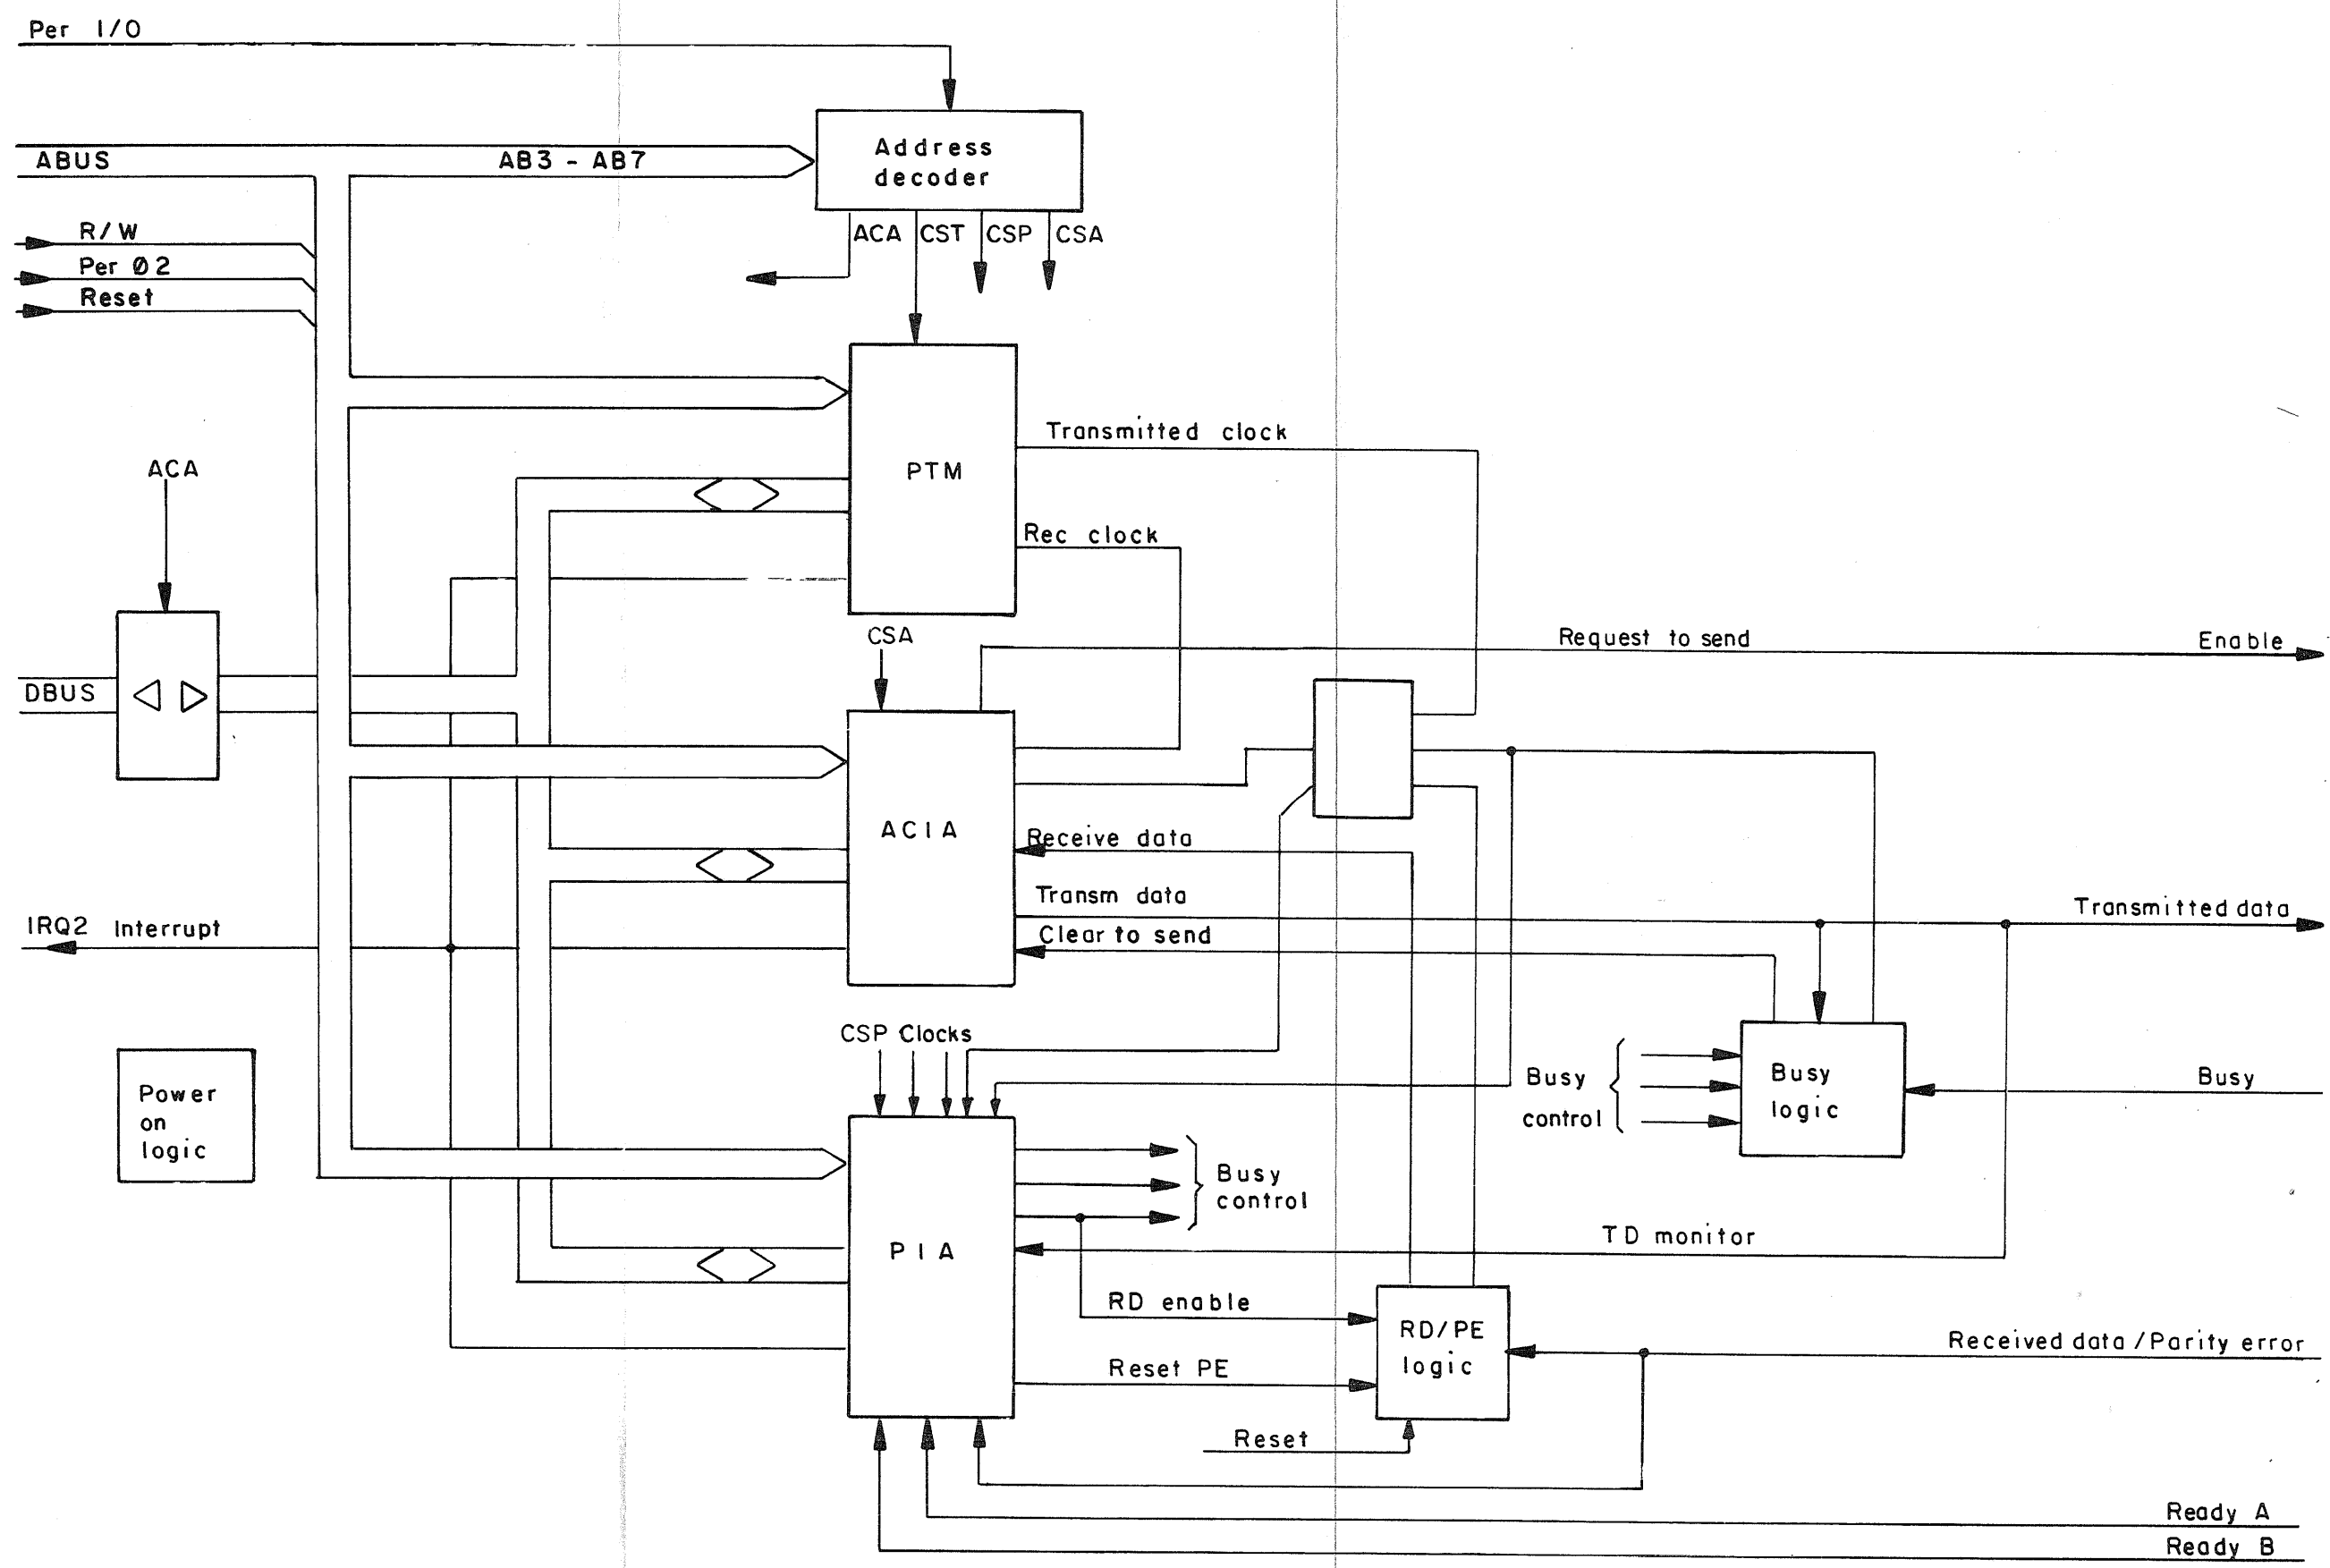 Per I/O
ABUS
AB3 - AB7
Address
decoder
R/W
Per Ø2
Reset
ACA
CST
CSP
CSA
Transmitted clock
ACA
PTM
Rec clock
CSA
Request to send
Enable
DBUS
ACIA
Receive data
Transm data
Transmitted data
IRQ2 Interrupt
Clear to send
CSP Clocks
Power
on
logic
Busy
control
Busy
logic
Busy
Busy
control
PIA
TD monitor
RD enable
RD/PE
logic
Received data/Parity error
Reset PE
Reset
Ready A
Ready B